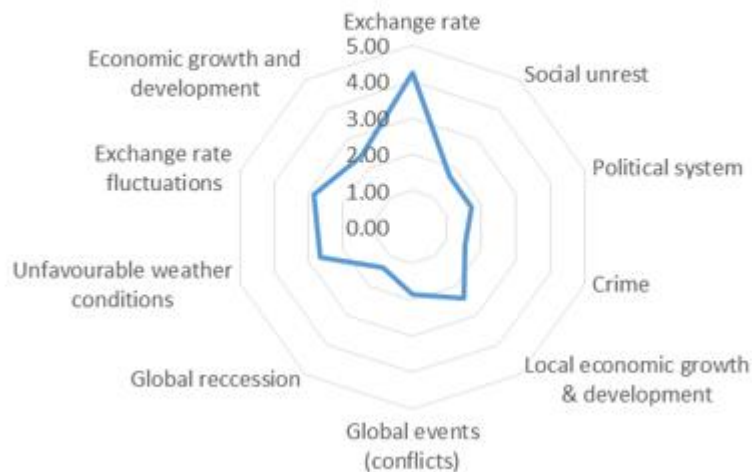 Exchange rate
5.00
4.00
3.00
2.00
1.00
0.00
Social unrest
Political system
Crime
Local economic growth
& development
Global events
(conflicts)
Global reccession
Unfavourable weather
conditions
Exchange rate
fluctuations
Economic growth and
development